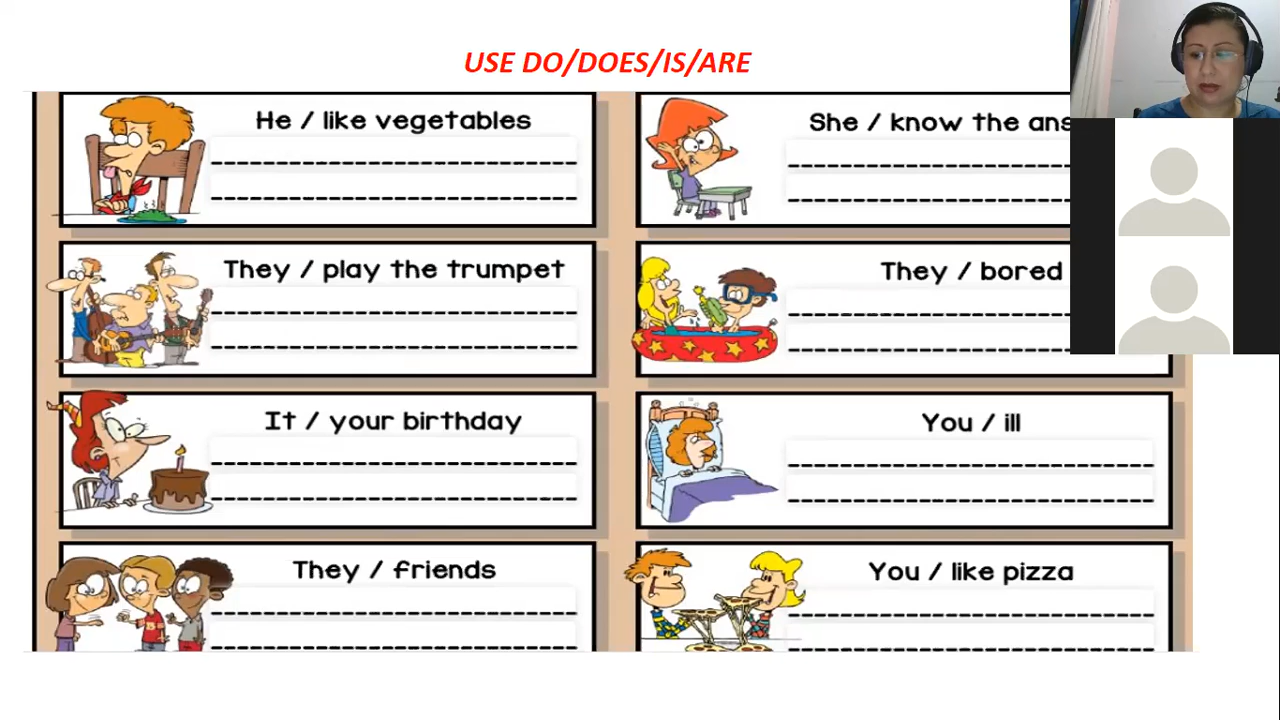 USE DO/DOES/IS/ARE
He / like vegetables
She / know the
They / play the trumpet
They / bored
It / your birthday
You / ill
They / friends
You / like pizza